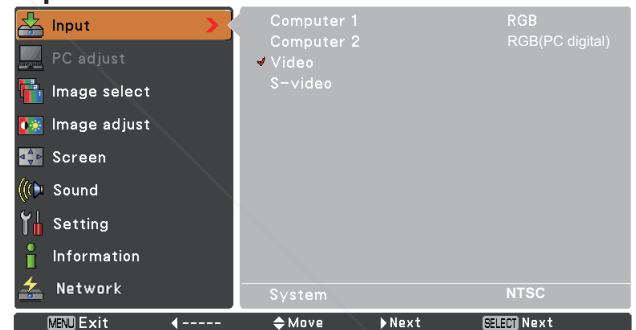 Input
PC adjust
Image select
Image adjust
Screen
Sound
Setting
Information
Network
Computer 1 RGB
Computer 2 RGB(PC digital)
Video
S-video
System NTSC
MENU Exit ----- Move Next SELECT Next